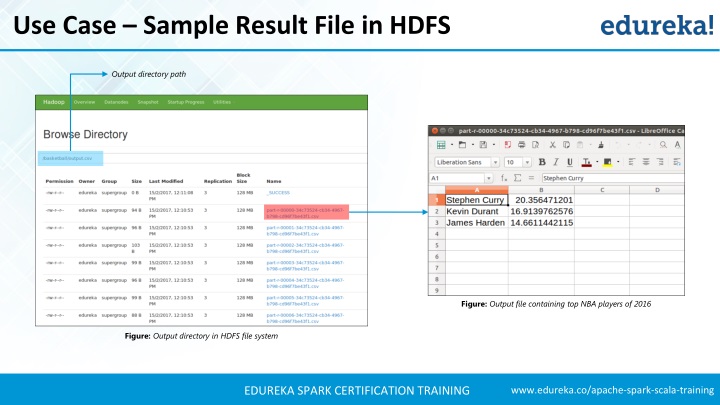 Use Case – Sample Result File in HDFS
edureka!
Output directory path
Hadoop Overview Datanodes Snapshot Startup Progress Utilities
Browse Directory
Permission Owner Group Size Last Modified Replication Block Size Name
-rw-r--r-- edureka supergroup 0 B 15/2/2017, 12:11:08 PM 3 128 MB _SUCCESS
-rw-r--r-- edureka supergroup 94 B 15/2/2017, 12:10:53 PM 3 128 MB part-r-00000-34c73524-cb34-4967-b798-cd96f7be43f1.csv
-rw-r--r-- edureka supergroup 96 B 15/2/2017, 12:10:53 PM 3 128 MB part-r-00001-34c73524-cb34-4967-b798-cd96f7be43f1.csv
-rw-r--r-- edureka supergroup 103 B 15/2/2017, 12:10:53 PM 3 128 MB part-r-00002-34c73524-cb34-4967-b798-cd96f7be43f1.csv
-rw-r--r-- edureka supergroup 99 B 15/2/2017, 12:10:53 PM 3 128 MB part-r-00003-34c73524-cb34-4967-b798-cd96f7be43f1.csv
-rw-r--r-- edureka supergroup 96 B 15/2/2017, 12:10:53 PM 3 128 MB part-r-00004-34c73524-cb34-4967-b798-cd96f7be43f1.csv
-rw-r--r-- edureka supergroup 99 B 15/2/2017, 12:10:53 PM 3 128 MB part-r-00005-34c73524-cb34-4967-b798-cd96f7be43f1.csv
-rw-r--r-- edureka supergroup 88 B 15/2/2017, 12:10:53 PM 3 128 MB part-r-00006-34c73524-cb34-4967-b798-cd96f7be43f1.csv
Figure: Output directory in HDFS file system
part-r-00000-34c73524-cb34-4967-b798-cd96f7be43f1.csv - LibreOffice Ca
Liberation Sans 10
A1 Stephen Curry
A B C D
1 Stephen Curry 20.356471201
2 Kevin Durant 16.9139762576
3 James Harden 14.6611442115
4
5
6
7
8
9
Figure: Output file containing top NBA players of 2016
EDUREKA SPARK CERTIFICATION TRAINING
www.edureka.co/apache-spark-scala-training